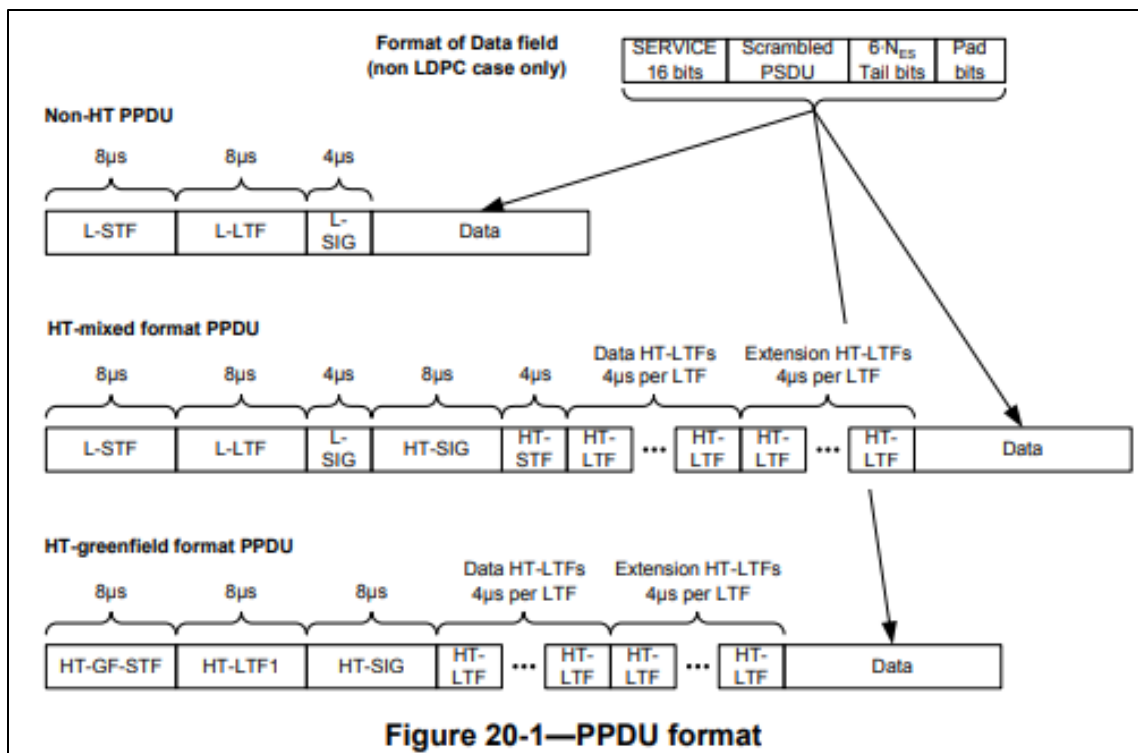 Format of Data field
(non LDPC case only)
SERVICE
16 bits
Scrambled
PSDU
6·NES
Tail bits
Pad
bits
Non-HT PPDU
8µs
8µs
4µs
L-STF
L-LTF
L-
SIG
Data
HT-mixed format PPDU
Data HT-LTFs
4µs per LTF
Extension HT-LTFs
4µs per LTF
8µs
8µs
4µs
8µs
4µs
L-STF
L-LTF
L-
SIG
HT-SIG
HT-
STF
HT-
LTF
•••
HT-
LTF
HT-
LTF
•••
HT-
LTF
Data
HT-greenfield format PPDU
Data HT-LTFs
4µs per LTF
Extension HT-LTFs
4µs per LTF
8µs
8µs
8µs
HT-GF-STF
HT-LTF1
HT-SIG
HT-
LTF
•••
HT-
LTF
HT-
LTF
•••
HT-
LTF
Data
Figure 20-1—PPDU format